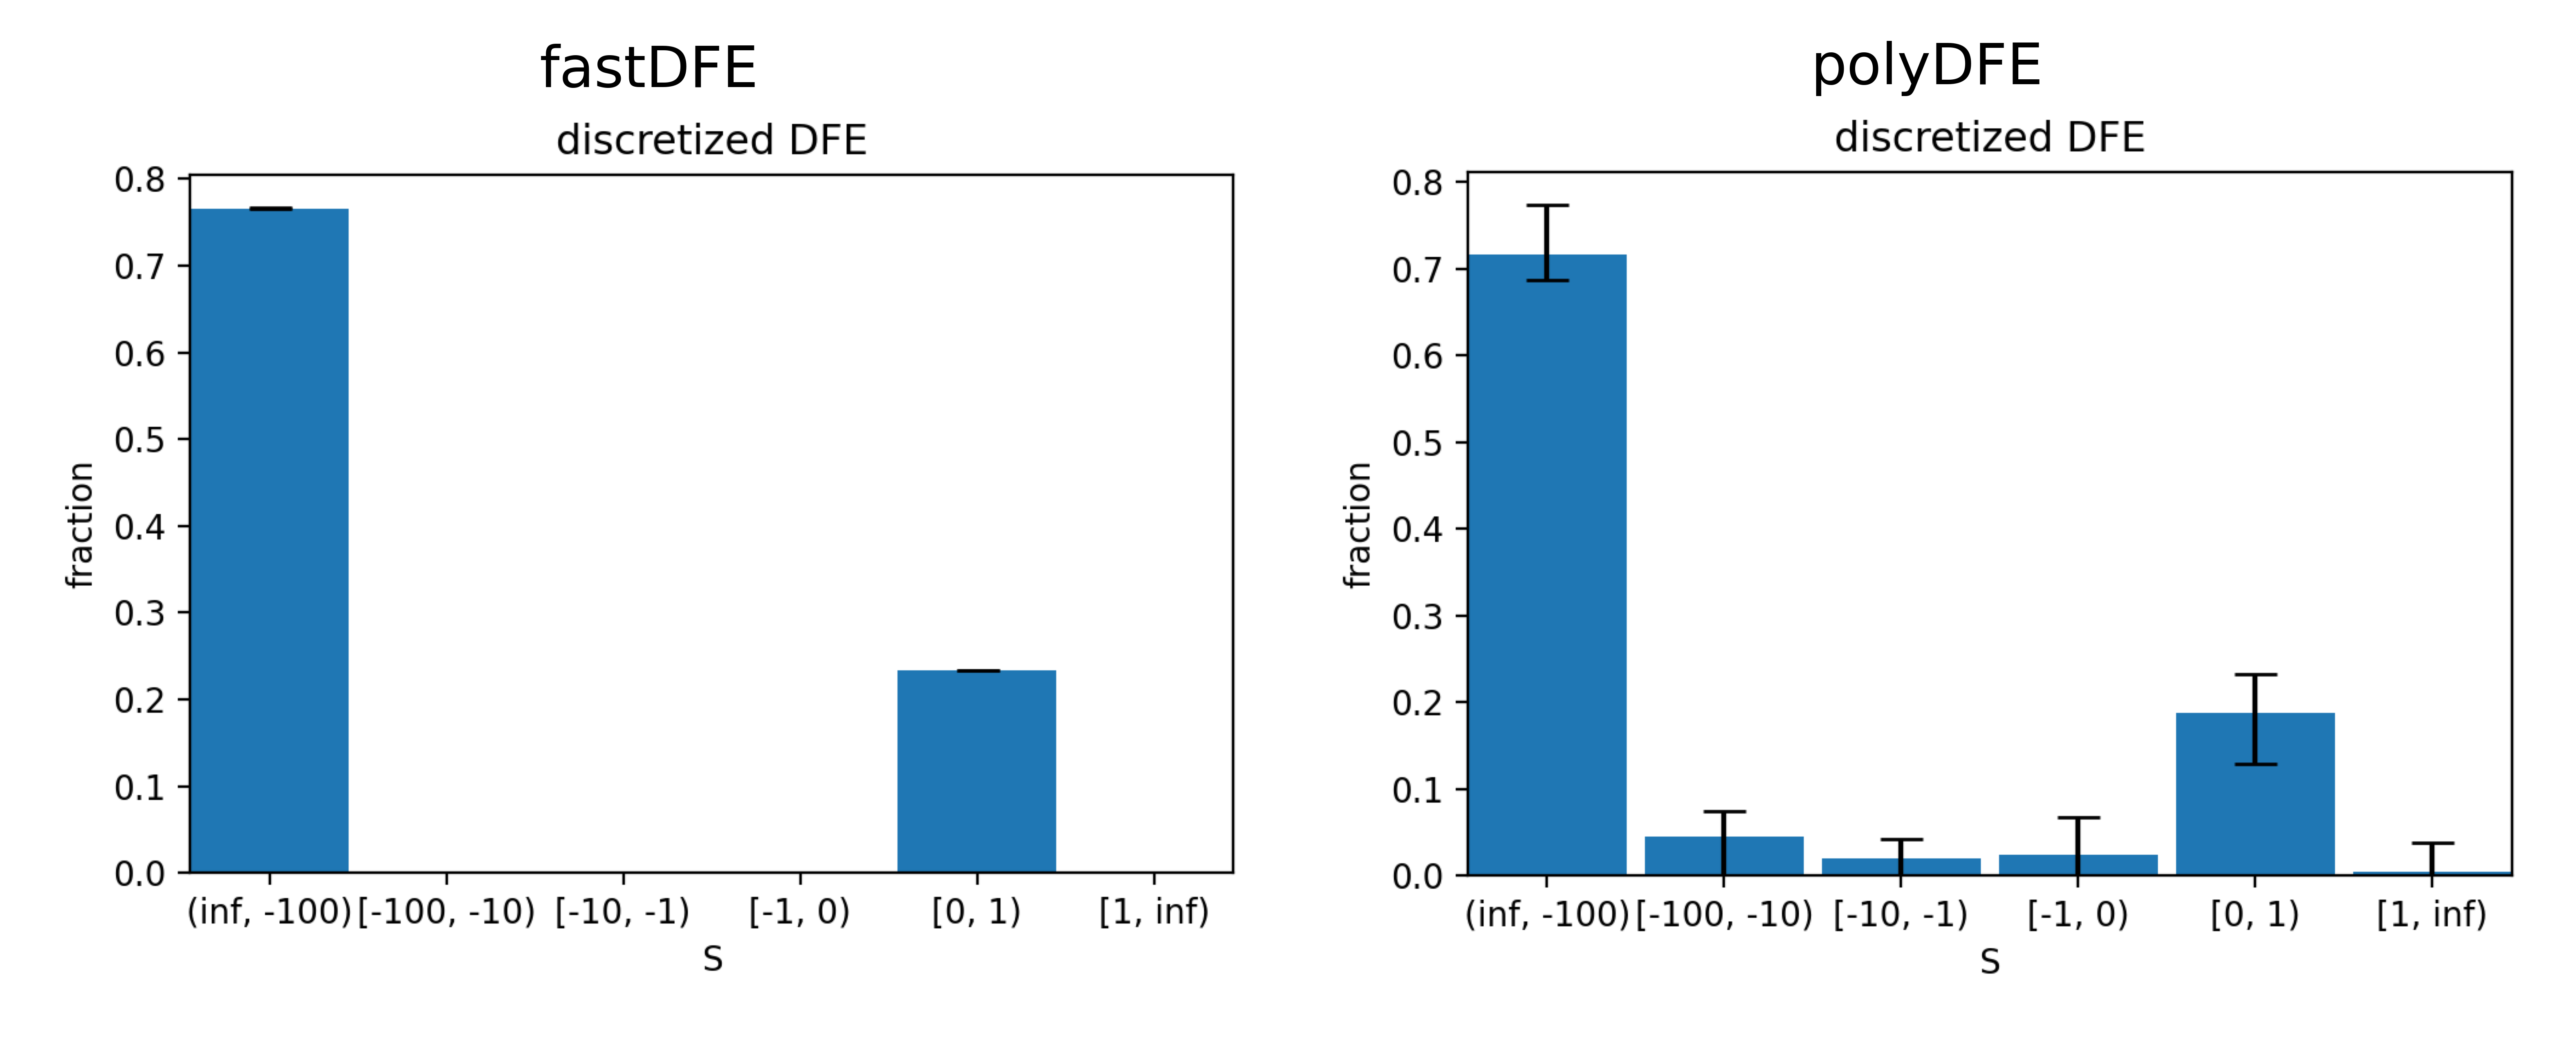 fastDFE
discretized DFE
0.8
0.7
0.6
0.5
0.4
0.3
0.2
0.1
0.0
fraction
(inf, -100) [-100, -10) [-10, -1) [-1, 0) [0, 1) [1, inf)
S
polyDFE
discretized DFE
0.8
0.7
0.6
0.5
0.4
0.3
0.2
0.1
0.0
fraction
(inf, -100) [-100, -10) [-10, -1) [-1, 0) [0, 1) [1, inf)
S